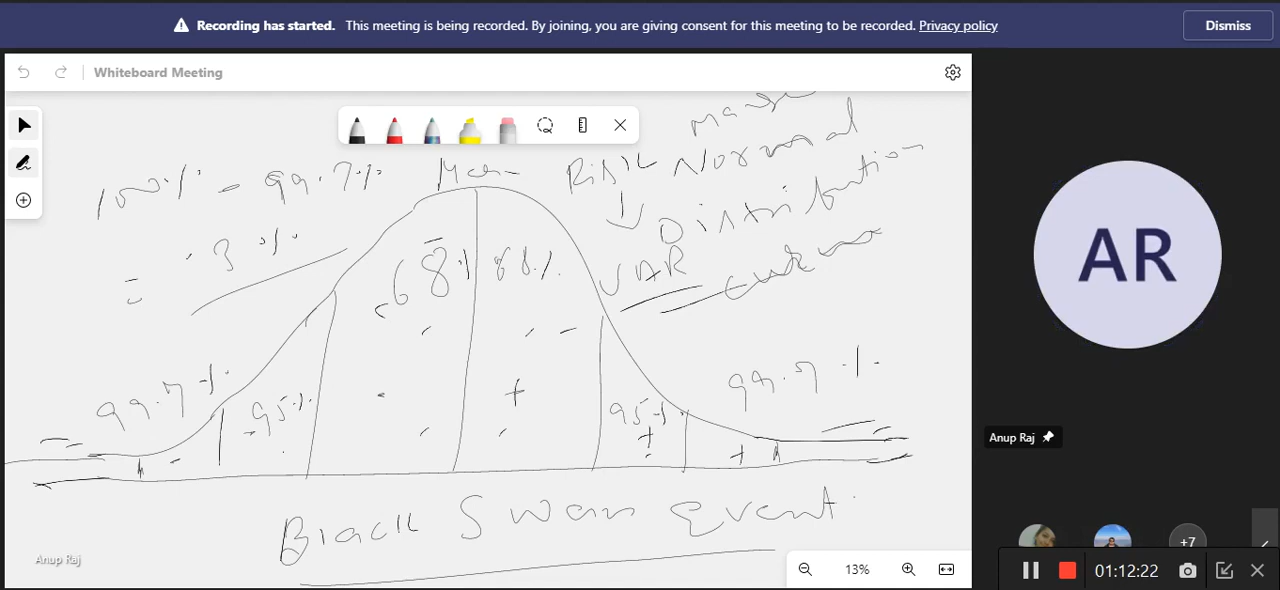 Recording has started. This meeting is being recorded. By joining, you are giving consent for this meeting to be recorded. Privacy policy
Dismiss
Whiteboard Meeting
100% - 99.7%
= .3%
Risk
Normal
Distribution
VAR
68%
68%
99.7%
95%
95%
99.7%
Black Swan Event
Anup Raj
13%
AR
Anup Raj
+7
01:12:22